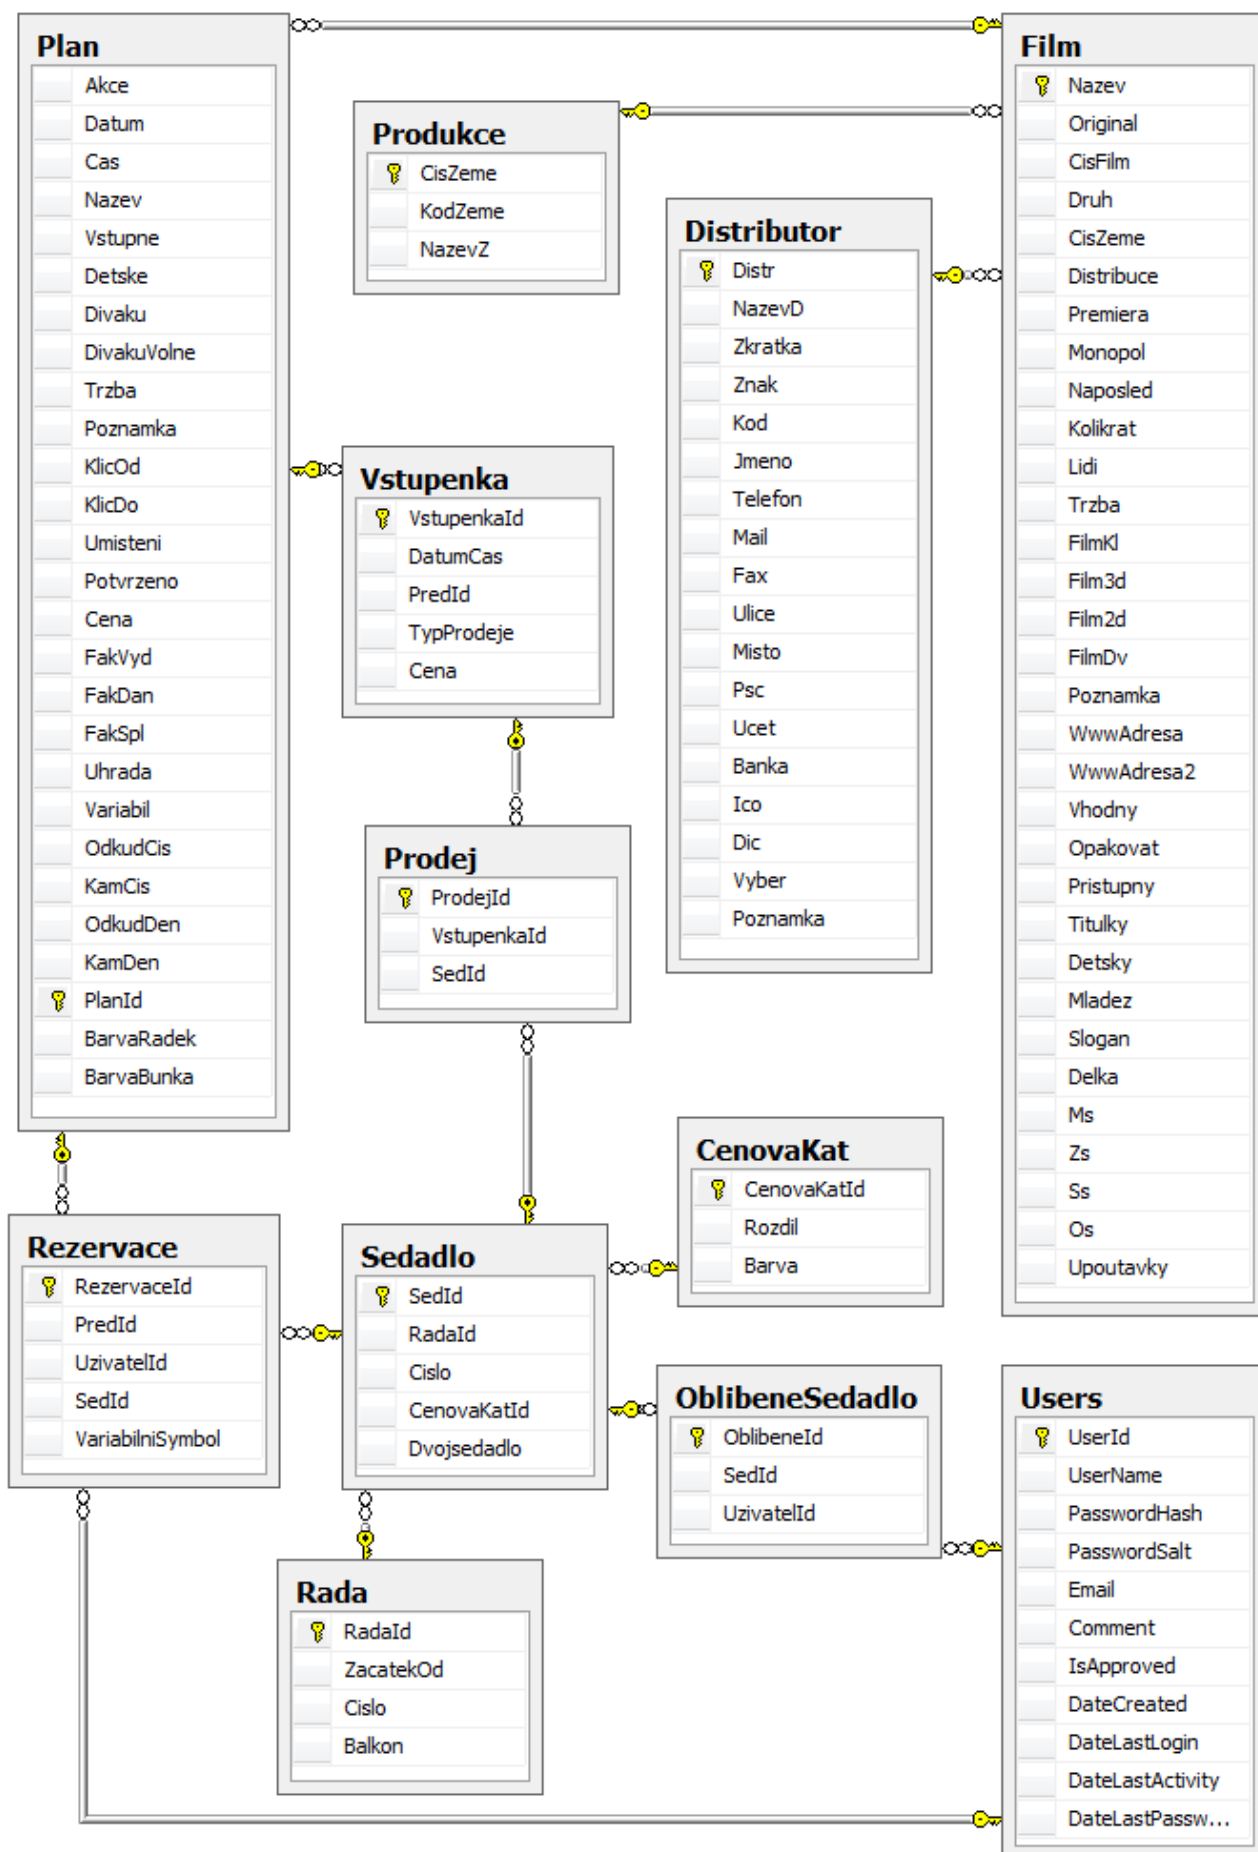 Plan
Akce
Datum
Cas
Nazev
Vstupne
Detske
Divaku
DivakuVolne
Trzba
Poznamka
KlicOd
KlicDo
Umisteni
Potvrzeno
Cena
FakVyd
FakDan
FakSpl
Uhrada
Variabil
OdkudCis
KamCis
OdkudDen
KamDen
PlanId
BarvaRadek
BarvaBunka
Produkce
CisZeme
KodZeme
NazevZ
Distributor
Distr
NazevD
Zkratka
Znak
Kod
Jmeno
Telefon
Mail
Fax
Ulice
Misto
Psc
Ucet
Banka
Ico
Dic
Vyber
Poznamka
Film
Nazev
Original
CisFilm
Druh
CisZeme
Distribuce
Premiera
Monopol
Naposled
Kolikrat
Lidi
Trzba
FilmKl
Film3d
Film2d
FilmDv
Poznamka
WwwAdresa
WwwAdresa2
Vhodny
Opakovat
Pristupny
Titulky
Detsky
Mladez
Slogan
Delka
Ms
Zs
Ss
Os
Upoutavky
Vstupenka
VstupenkaId
DatumCas
PredId
TypProdeje
Cena
Prodej
ProdejId
VstupenkaId
SedId
CenovaKat
CenovaKatId
Rozdil
Barva
Rezervace
RezervaceId
PredId
UzivatelId
SedId
VariabilniSymbol
Sedadlo
SedId
RadaId
Cislo
CenovaKatId
Dvojsedadlo
OblibeneSedadlo
OblibeneId
SedId
UzivatelId
Users
UserId
UserName
PasswordHash
PasswordSalt
Email
Comment
IsApproved
DateCreated
DateLastLogin
DateLastActivity
DateLastPassw...
Rada
RadaId
ZacatekOd
Cislo
Balkon